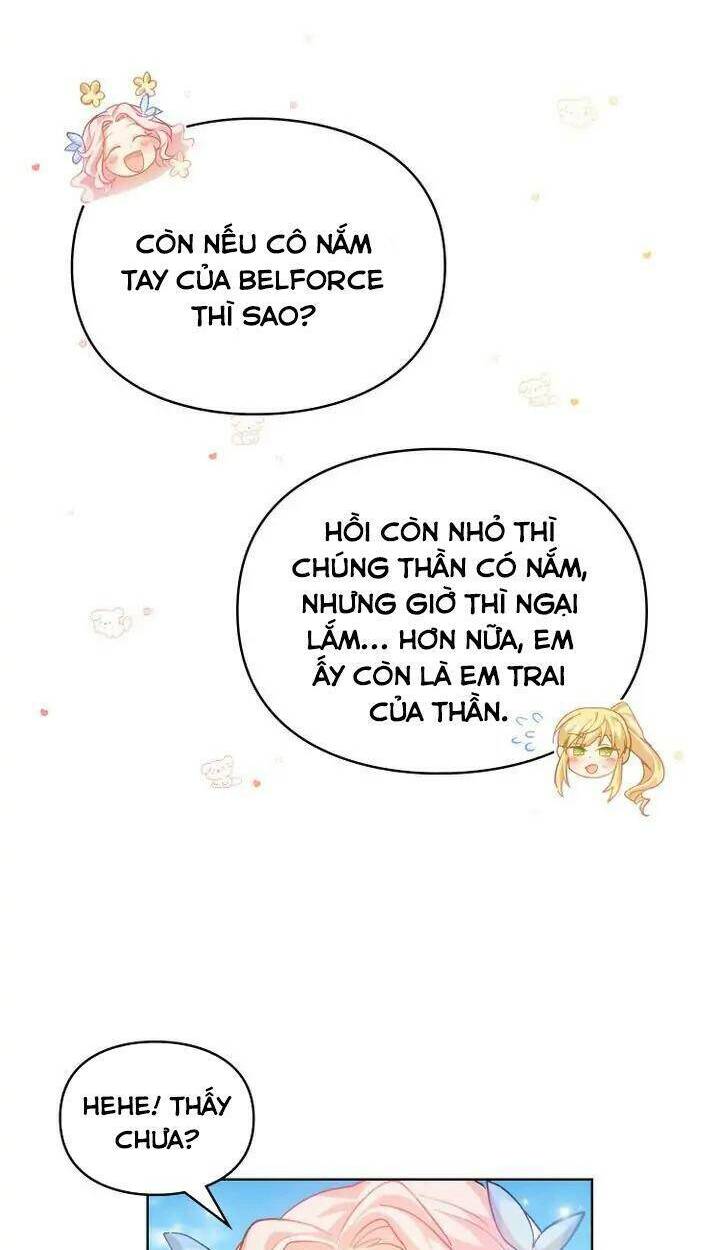 CÒN NẾU CÔ NẮM
TAY CỦA BELFORCE
THÌ SAO?
HỒI CÒN NHỎ THÌ
CHÚNG THẦN CÓ NẮM,
NHƯNG GIỜ THÌ NGẠI
LẮM... HƠN NỮA, EM
ẤY CÒN LÀ EM TRAI
CỦA THẦN.
HEHE! THẤY
CHƯA?